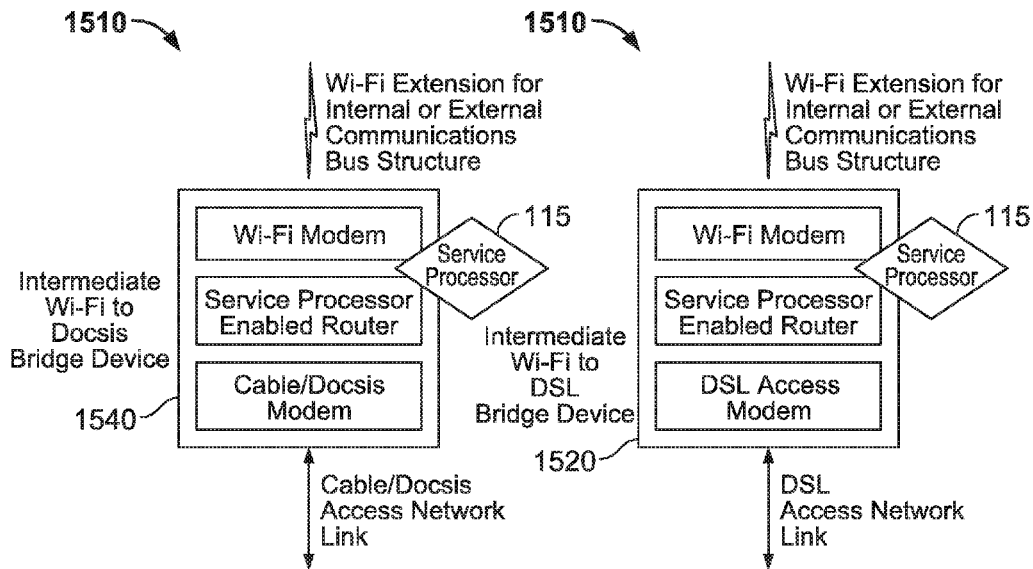 1510
Wi-Fi Extension for
Internal or External
Communications
Bus Structure
115
Wi-Fi Modem
Service
Processor
Intermediate
Wi-Fi to
Docsis
Bridge Device
Service Processor
Enabled Router
Cable/Docsis
Modem
1540
Cable/Docsis
Access Network
Link
1510
Wi-Fi Extension for
Internal or External
Communications
Bus Structure
115
Wi-Fi Modem
Service
Processor
Service Processor
Enabled Router
Intermediate
Wi-Fi to
DSL
Bridge Device
DSL Access
Modem
1520
DSL
Access Network
Link